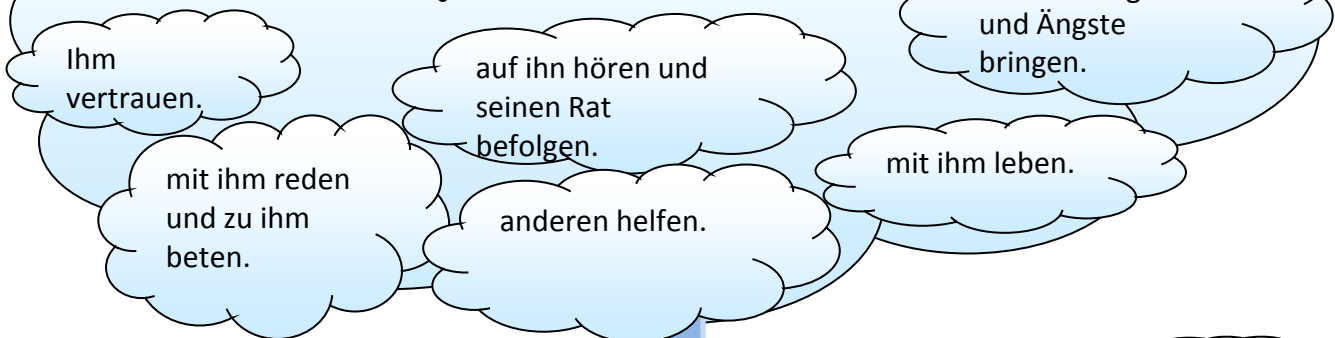 Ihm
vertrauen.
auf ihn hören und
seinen Rat
befolgen.
und Ängste
bringen.
mit ihm reden
und zu ihm
beten.
anderen helfen.
mit ihm leben.